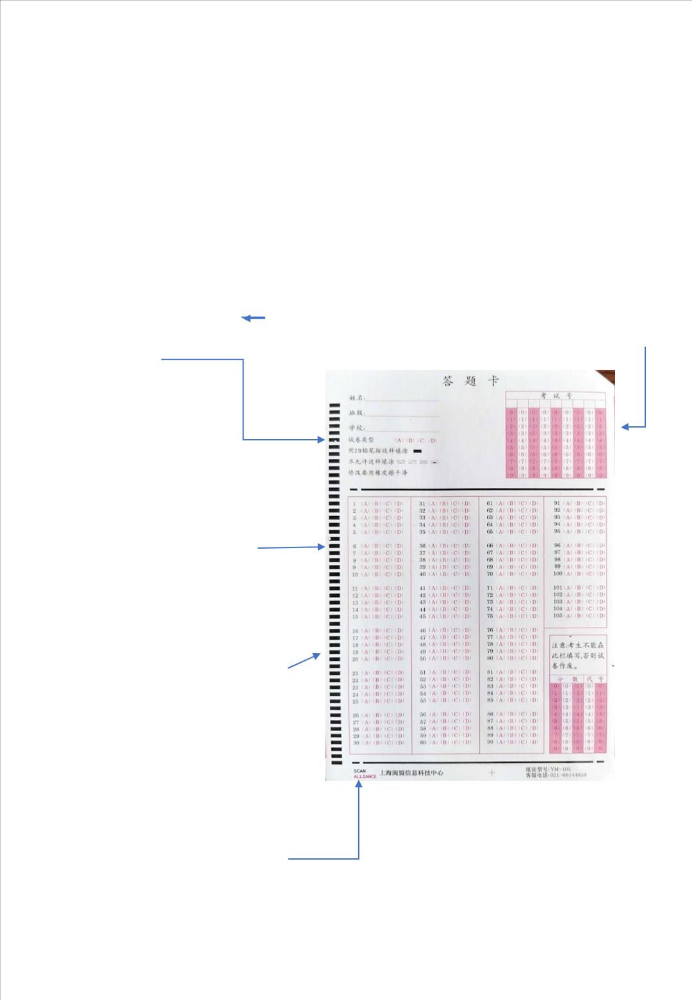 答 题 卡
姓名:
班级:
学校:
试卷类型 (A) (B) (C) (D)
用2B铅笔按这样填涂
不允许这样填涂
修改要用橡皮擦干净
考 试 号
(0) (0) (0) (0) (0) (0) (0) (0) (0)
(1) (1) (1) (1) (1) (1) (1) (1) (1)
(2) (2) (2) (2) (2) (2) (2) (2) (2)
(3) (3) (3) (3) (3) (3) (3) (3) (3)
(4) (4) (4) (4) (4) (4) (4) (4) (4)
(5) (5) (5) (5) (5) (5) (5) (5) (5)
(6) (6) (6) (6) (6) (6) (6) (6) (6)
(7) (7) (7) (7) (7) (7) (7) (7) (7)
(8) (8) (8) (8) (8) (8) (8) (8) (8)
(9) (9) (9) (9) (9) (9) (9) (9) (9)
1 (A) (B) (C) (D) 31 (A) (B) (C) (D) 61 (A) (B) (C) (D) 91 (A) (B) (C) (D)
2 (A) (B) (C) (D) 32 (A) (B) (C) (D) 62 (A) (B) (C) (D) 92 (A) (B) (C) (D)
3 (A) (B) (C) (D) 33 (A) (B) (C) (D) 63 (A) (B) (C) (D) 93 (A) (B) (C) (D)
4 (A) (B) (C) (D) 34 (A) (B) (C) (D) 64 (A) (B) (C) (D) 94 (A) (B) (C) (D)
5 (A) (B) (C) (D) 35 (A) (B) (C) (D) 65 (A) (B) (C) (D) 95 (A) (B) (C) (D)
6 (A) (B) (C) (D) 36 (A) (B) (C) (D) 66 (A) (B) (C) (D) 96 (A) (B) (C) (D)
7 (A) (B) (C) (D) 37 (A) (B) (C) (D) 67 (A) (B) (C) (D) 97 (A) (B) (C) (D)
8 (A) (B) (C) (D) 38 (A) (B) (C) (D) 68 (A) (B) (C) (D) 98 (A) (B) (C) (D)
9 (A) (B) (C) (D) 39 (A) (B) (C) (D) 69 (A) (B) (C) (D) 99 (A) (B) (C) (D)
10 (A) (B) (C) (D) 40 (A) (B) (C) (D) 70 (A) (B) (C) (D) 100 (A) (B) (C) (D)
11 (A) (B) (C) (D) 41 (A) (B) (C) (D) 71 (A) (B) (C) (D) 101 (A) (B) (C) (D)
12 (A) (B) (C) (D) 42 (A) (B) (C) (D) 72 (A) (B) (C) (D) 102 (A) (B) (C) (D)
13 (A) (B) (C) (D) 43 (A) (B) (C) (D) 73 (A) (B) (C) (D) 103 (A) (B) (C) (D)
14 (A) (B) (C) (D) 44 (A) (B) (C) (D) 74 (A) (B) (C) (D) 104 (A) (B) (C) (D)
15 (A) (B) (C) (D) 45 (A) (B) (C) (D) 75 (A) (B) (C) (D) 105 (A) (B) (C) (D)
16 (A) (B) (C) (D) 46 (A) (B) (C) (D) 76 (A) (B) (C) (D)
17 (A) (B) (C) (D) 47 (A) (B) (C) (D) 77 (A) (B) (C) (D)
18 (A) (B) (C) (D) 48 (A) (B) (C) (D) 78 (A) (B) (C) (D)
19 (A) (B) (C) (D) 49 (A) (B) (C) (D) 79 (A) (B) (C) (D)
20 (A) (B) (C) (D) 50 (A) (B) (C) (D) 80 (A) (B) (C) (D)
21 (A) (B) (C) (D) 51 (A) (B) (C) (D) 81 (A) (B) (C) (D)
22 (A) (B) (C) (D) 52 (A) (B) (C) (D) 82 (A) (B) (C) (D)
23 (A) (B) (C) (D) 53 (A) (B) (C) (D) 83 (A) (B) (C) (D)
24 (A) (B) (C) (D) 54 (A) (B) (C) (D) 84 (A) (B) (C) (D)
25 (A) (B) (C) (D) 55 (A) (B) (C) (D) 85 (A) (B) (C) (D)
26 (A) (B) (C) (D) 56 (A) (B) (C) (D) 86 (A) (B) (C) (D)
27 (A) (B) (C) (D) 57 (A) (B) (C) (D) 87 (A) (B) (C) (D)
28 (A) (B) (C) (D) 58 (A) (B) (C) (D) 88 (A) (B) (C) (D)
29 (A) (B) (C) (D) 59 (A) (B) (C) (D) 89 (A) (B) (C) (D)
30 (A) (B) (C) (D) 60 (A) (B) (C) (D) 90 (A) (B) (C) (D)
注意:考生不能在
此栏填写,否则试
卷作废。
分 数 代 号
(0) (0) (0) (0) (0)
(1) (1) (1) (1) (1)
(2) (2) (2) (2) (2)
(3) (3) (3) (3) (3)
(4) (4) (4) (4) (4)
(5) (5) (5) (5) (5)
(6) (6) (6) (6) (6)
(7) (7) (7) (7) (7)
(8) (8) (8) (8) (8)
(9) (9) (9) (9) (9)
SCAN
ALLIANCE
上海阅盟信息科技中心
纸张型号: YM-105
客服电话: 021-66144858